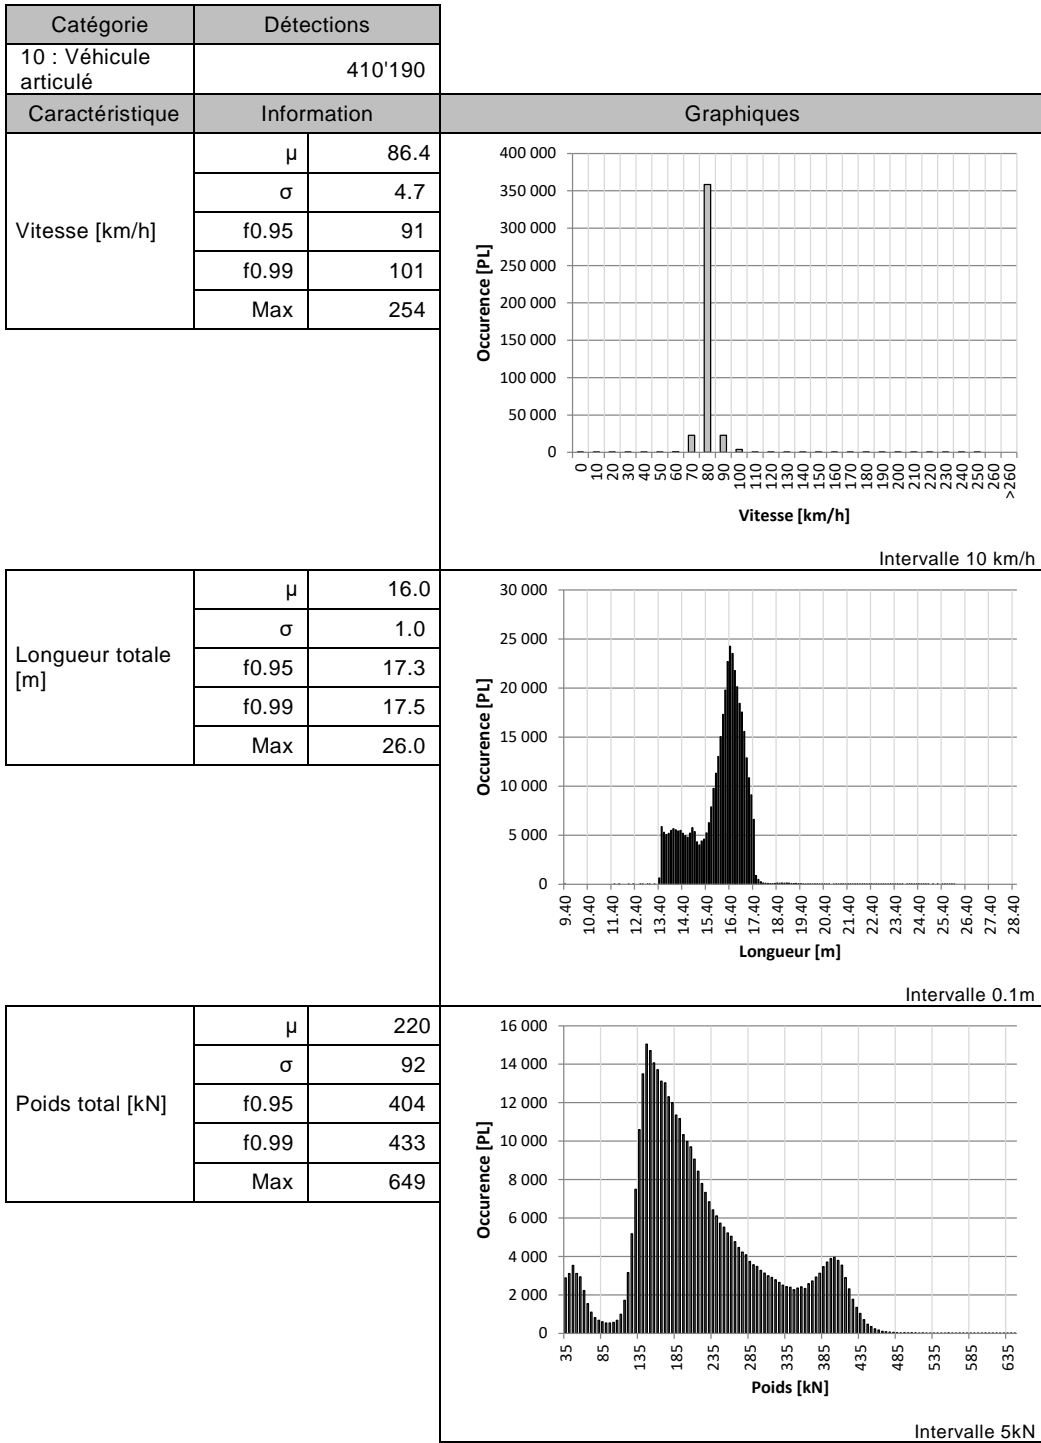 Catégorie Détections
10 : Véhicule articulé 410'190
Caractéristique Information Graphiques
Vitesse [km/h]
µ 86.4
σ 4.7
f0.95 91
f0.99 101
Max 254
400 000
350 000
300 000
250 000
200 000
150 000
100 000
50 000
0
Occurence [PL]
0 10 20 30 40 50 60 70 80 90 100 110 120 130 140 150 160 170 180 190 200 210 220 230 240 250 260 >260
Vitesse [km/h]
Intervalle 10 km/h
Longueur totale [m]
µ 16.0
σ 1.0
f0.95 17.3
f0.99 17.5
Max 26.0
30 000
25 000
20 000
15 000
10 000
5 000
0
Occurence [PL]
9.40 10.40 11.40 12.40 13.40 14.40 15.40 16.40 17.40 18.40 19.40 20.40 21.40 22.40 23.40 24.40 25.40 26.40 27.40 28.40
Longueur [m]
Intervalle 0.1m
Poids total [kN]
µ 220
σ 92
f0.95 404
f0.99 433
Max 649
16 000
14 000
12 000
10 000
8 000
6 000
4 000
2 000
0
Occurence [PL]
35 85 135 185 235 285 335 385 435 485 535 585 635
Poids [kN]
Intervalle 5kN